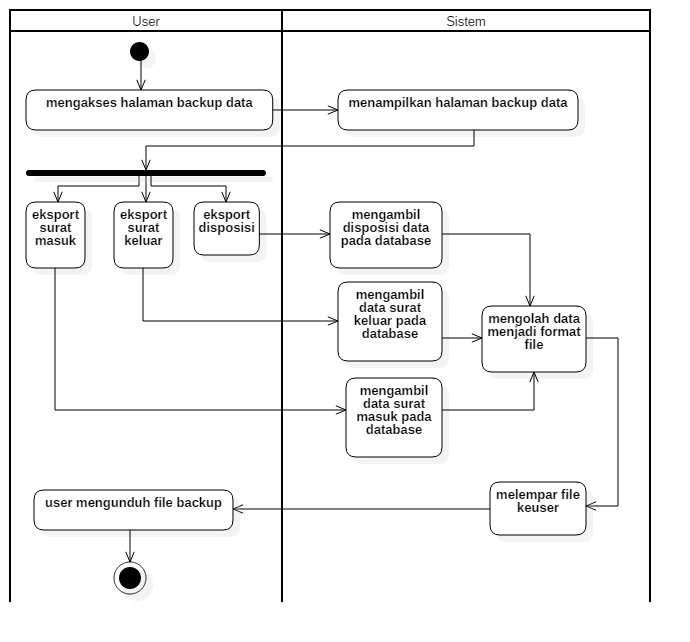 User
Sistem
mengakses halaman backup data
menampilkan halaman backup data
eksport
surat
masuk
eksport
surat
keluar
eksport
disposisi
mengambil
disposisi data
pada database
mengambil
data surat
keluar pada
database
mengolah data
menjadi format
file
mengambil
data surat
masuk pada
database
melempar file
keuser
user mengunduh file backup